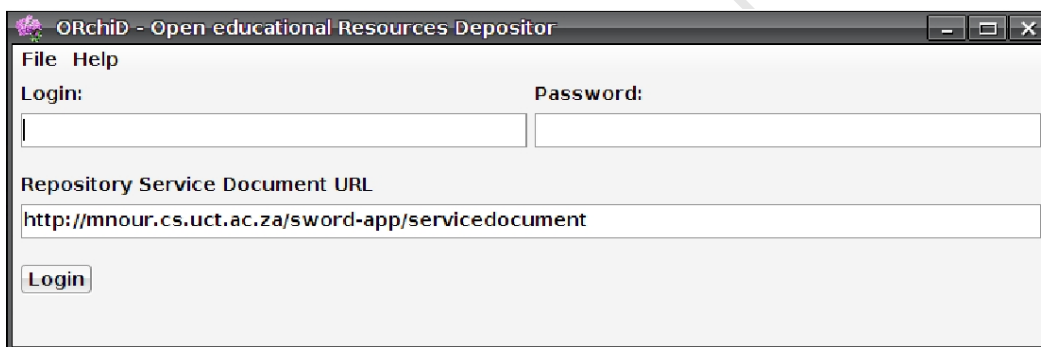 ORchiD - Open educational Resources Depositor
File Help
Login: Password:
Repository Service Document URL
http://mnour.cs.uct.ac.za/sword-app/servicedocument
Login